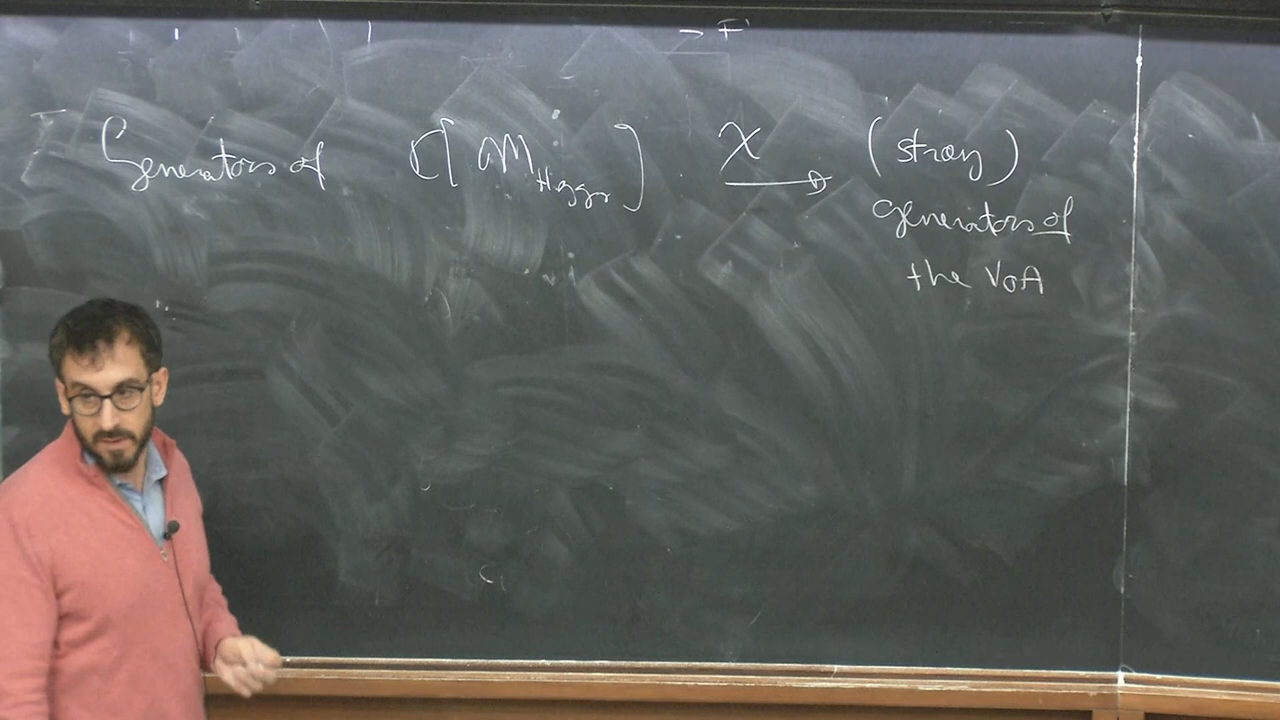 → F
Generators of ℂ[ℳ_Higgs] χ→ (strong)
generators of
the VOA